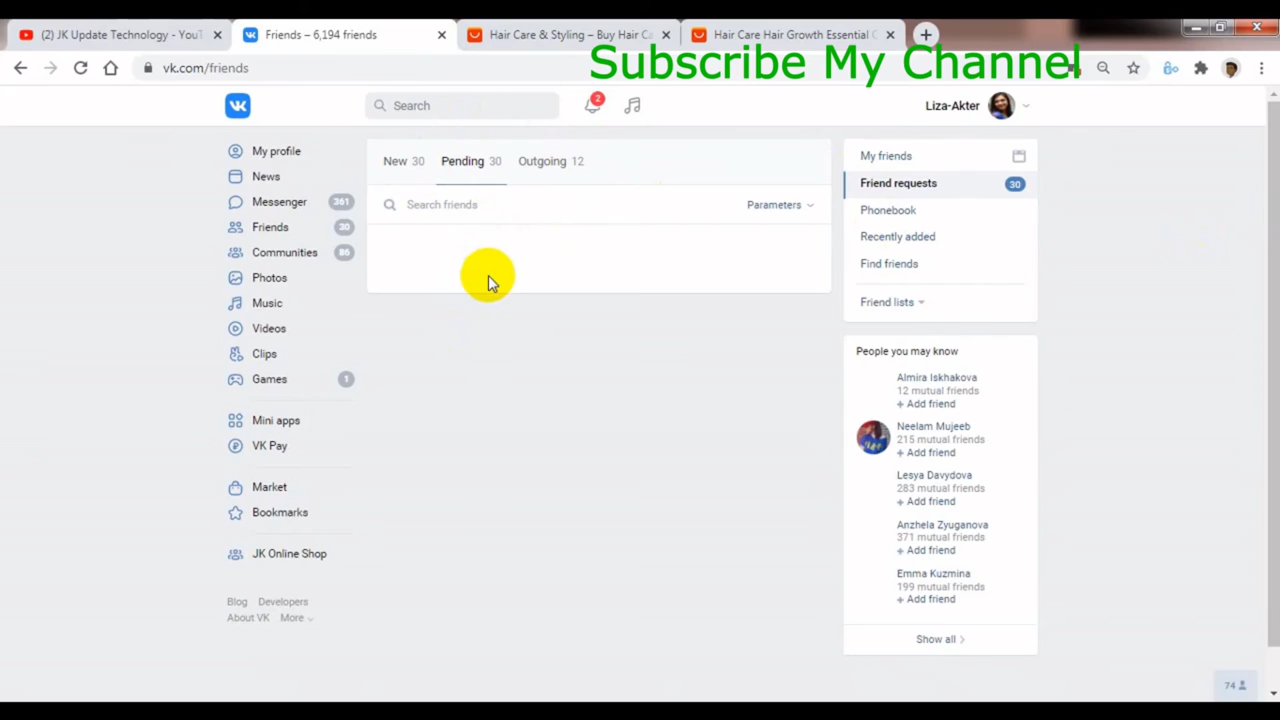 (2) JK Update Technology - YouT
Friends – 6,194 friends
Hair Care & Styling – Buy Hair Ca
Hair Care Hair Growth Essential O
Subscribe My Channel
vk.com/friends
Search
2
Liza-Akter
My profile
News
Messenger 361
Friends 30
Communities 86
Photos
Music
Videos
Clips
Games 1
Mini apps
VK Pay
Market
Bookmarks
JK Online Shop
Blog Developers
About VK More
New 30 Pending 30 Outgoing 12
Search friends Parameters
My friends
Friend requests 30
Phonebook
Recently added
Find friends
Friend lists
People you may know
Almira Iskhakova
12 mutual friends
+ Add friend
Neelam Mujeeb
215 mutual friends
+ Add friend
Lesya Davydova
283 mutual friends
+ Add friend
Anzhela Zyuganova
371 mutual friends
+ Add friend
Emma Kuzmina
199 mutual friends
+ Add friend
Show all
74